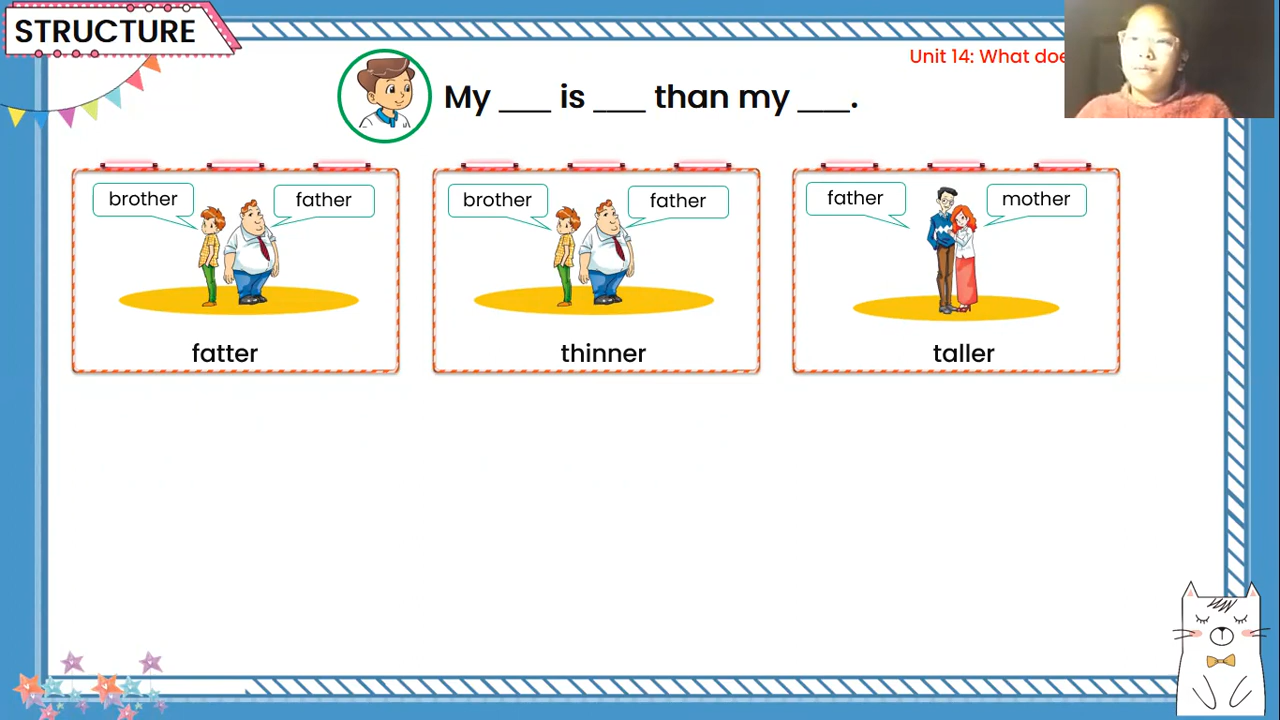 STRUCTURE
Unit 14: What does
My ___ is ___ than my ___.
brother
father
fatter
brother
father
thinner
father
mother
taller